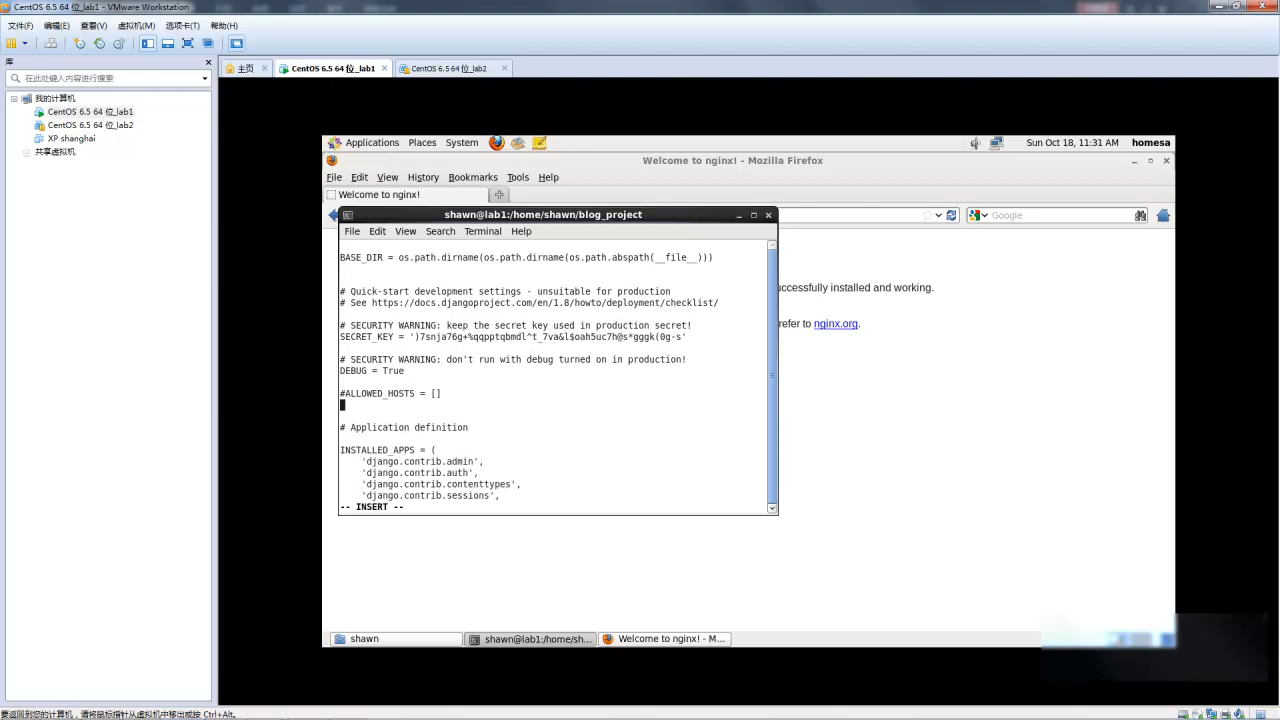 CentOS 6.5 64 位_lab1 - VMware Workstation
文件(F) 编辑(E) 查看(V) 虚拟机(M) 选项卡(T) 帮助(H)
库
在此处键入内容进行搜索
我的计算机
CentOS 6.5 64 位_lab1
CentOS 6.5 64 位_lab2
XP shanghai
共享虚拟机
主页 CentOS 6.5 64 位_lab1 CentOS 6.5 64 位_lab2
Applications Places System Sun Oct 18, 11:31 AM homesa
Welcome to nginx! - Mozilla Firefox
File Edit View History Bookmarks Tools Help
Welcome to nginx!
Google
shawn@lab1:/home/shawn/blog_project
File Edit View Search Terminal Help
BASE_DIR = os.path.dirname(os.path.dirname(os.path.abspath(__file__)))
# Quick-start development settings - unsuitable for production
# See https://docs.djangoproject.com/en/1.8/howto/deployment/checklist/
# SECURITY WARNING: keep the secret key used in production secret!
SECRET_KEY = ')7snja76g+%qqpptqbmdl^t_7va&l$oah5uc7h@s*gggk(0g-s'
# SECURITY WARNING: don't run with debug turned on in production!
DEBUG = True
#ALLOWED_HOSTS = []
# Application definition
INSTALLED_APPS = (
'django.contrib.admin',
'django.contrib.auth',
'django.contrib.contenttypes',
'django.contrib.sessions',
-- INSERT --
uccessfully installed and working.
refer to nginx.org.
shawn shawn@lab1:/home/sh... Welcome to nginx! - M...
要返回到您的计算机，请将鼠标指针从虚拟机中移出或按 Ctrl+Alt。